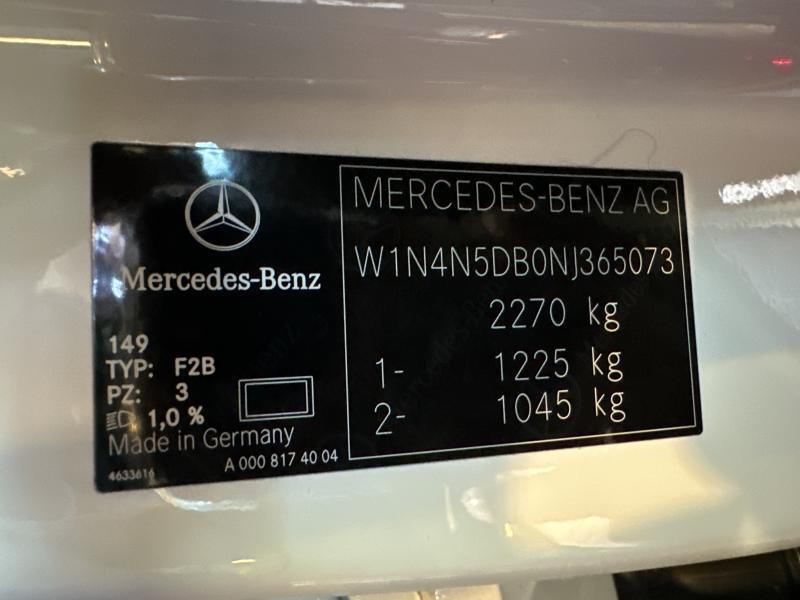 Mercedes-Benz
149
TYP: F2B
PZ: 3
1,0 %
Made in Germany
4633616
A 000 817 40 04
MERCEDES-BENZ AG
W1N4N5DB0NJ365073
2270 kg
1- 1225 kg
2- 1045 kg